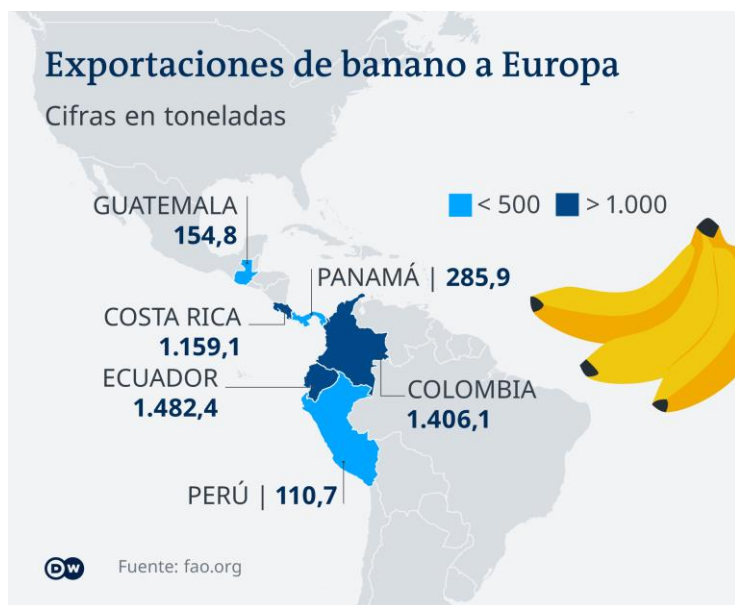 Exportaciones de banano a Europa
Cifras en toneladas
< 500
> 1.000
GUATEMALA
154,8
PANAMÁ | 285,9
COSTA RICA
1.159,1
ECUADOR
1.482,4
COLOMBIA
1.406,1
PERÚ | 110,7
DW
Fuente: fao.org